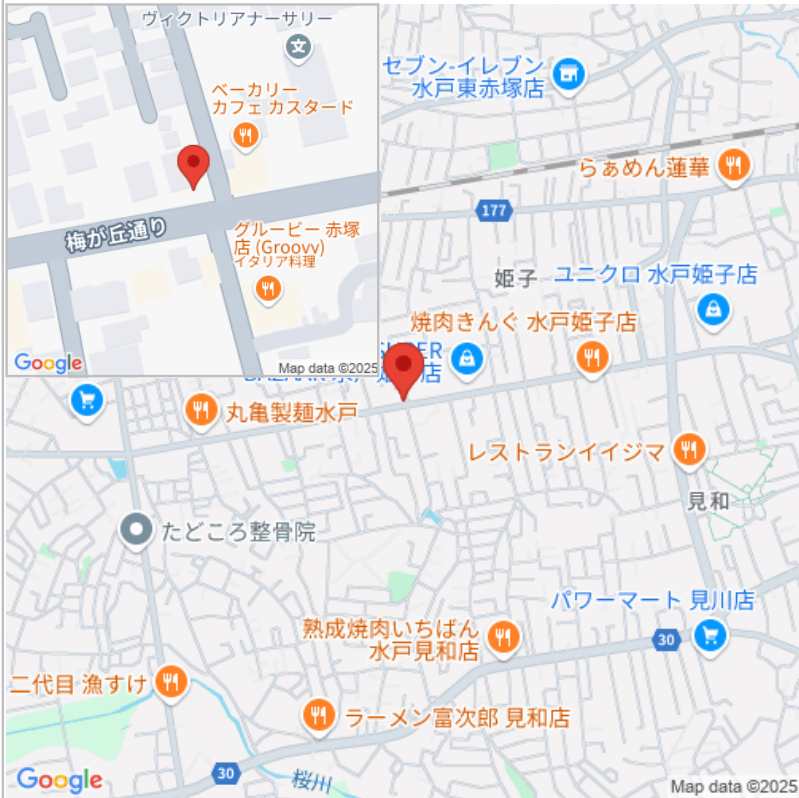 ヴィクトリアナーサリー
文
ベーカリー
カフェ カスタード
梅が丘通り
グルービー 赤塚
店 (Groovy)
イタリア料理
Google
Map data ©2025
セブン-イレブン
水戸東赤塚店
らぁめん蓮華
177
姫子
ユニクロ 水戸姫子店
焼肉きんぐ 水戸姫子店
店
丸亀製麺水戸
レストランイイジマ
見和
たどころ整骨院
パワーマート 見川店
熟成焼肉いちばん
水戸見和店
30
二代目 漁すけ
ラーメン富次郎 見和店
30
桜川
Google
Map data ©2025